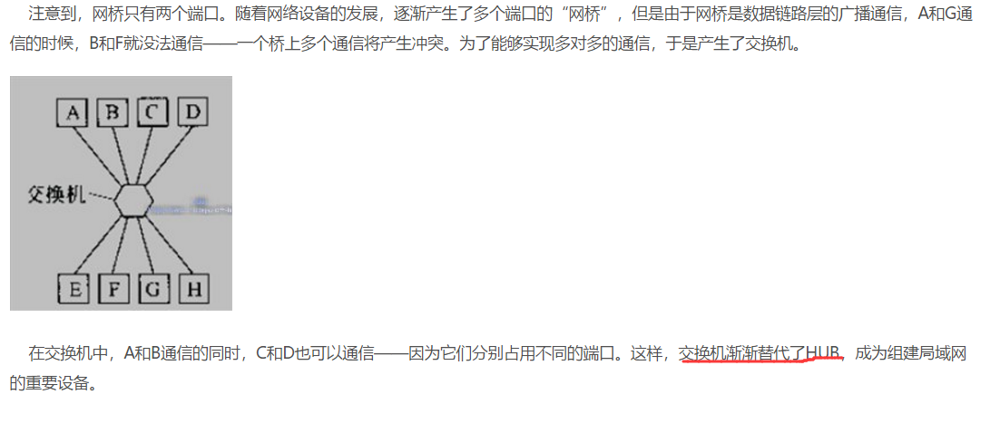 注意到，网桥只有两个端口。随着网络设备的发展，逐渐产生了多个端口的“网桥”，但是由于网桥是数据链路层的广播通信，A和G通
信的时候，B和F就没法通信——一个桥上多个通信将产生冲突。为了能够实现多对多的通信，于是产生了交换机。
A B C D
交换机
E F G H
在交换机中，A和B通信的同时，C和D也可以通信——因为它们分别占用不同的端口。这样，交换机渐渐替代了HUB，成为组建局域网
的重要设备。